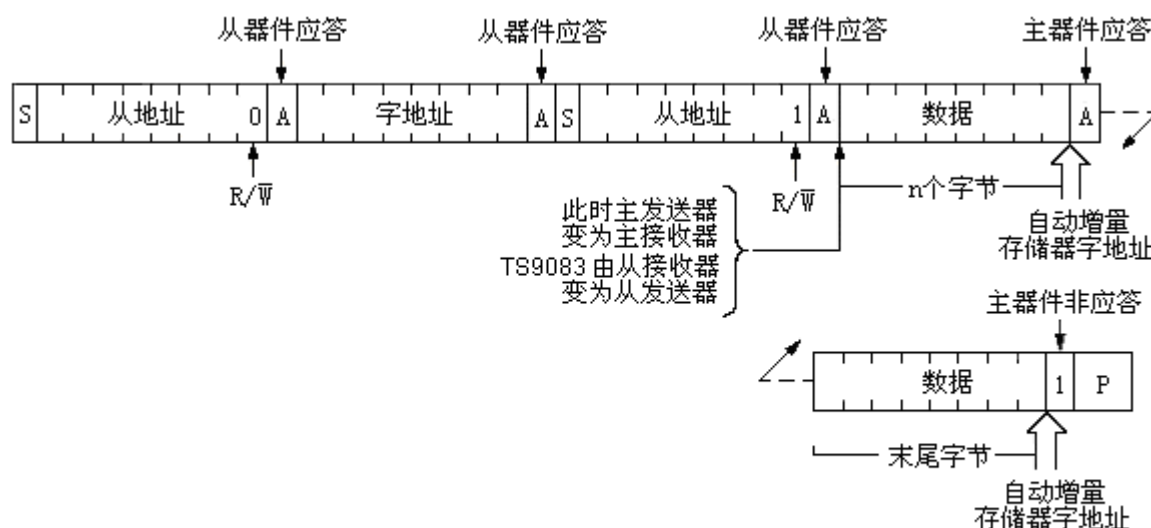 从器件应答 从器件应答 从器件应答 主器件应答
S 从地址 0 A 字地址 A S 从地址 1 A 数据 A
R/W̅ R/W̅ n个字节
此时主发送器
变为主接收器
TS9083 由从接收器
变为从发送器
自动增量
存储器字地址
主器件非应答
数据 1 P
末尾字节
自动增量
存储器字地址